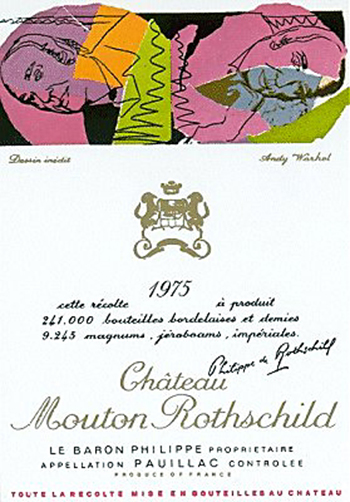 Dessin inédit Andy Warhol
1975
cette récolte à produit
241.000 bouteilles bordelaises et demies
9.243 magnums, jéroboams, impériales.
Philippe de Rothschild
Château
Mouton Rothschild
LE BARON PHILIPPE PROPRIETAIRE
APPELLATION PAUILLAC CONTROLEE
PRODUCE OF FRANCE
TOUTE LA RECOLTE MISE EN BOUTEILLES AU CHATEAU